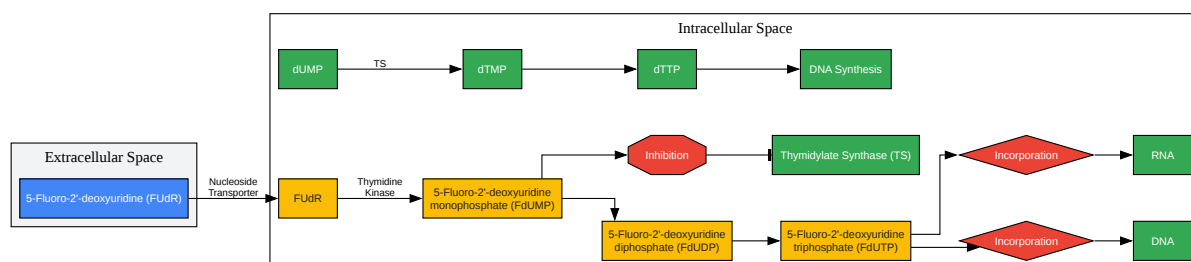 Intracellular Space
dUMP
TS
dTMP
dTTP
DNA Synthesis
Extracellular Space
5-Fluoro-2'-deoxyuridine (FUdR)
Nucleoside
Transporter
FUdR
Thymidine
Kinase
5-Fluoro-2'-deoxyuridine
monophosphate (FdUMP)
Inhibition
Thymidylate Synthase (TS)
Incorporation
RNA
5-Fluoro-2'-deoxyuridine
diphosphate (FdUDP)
5-Fluoro-2'-deoxyuridine
triphosphate (FdUTP)
Incorporation
DNA